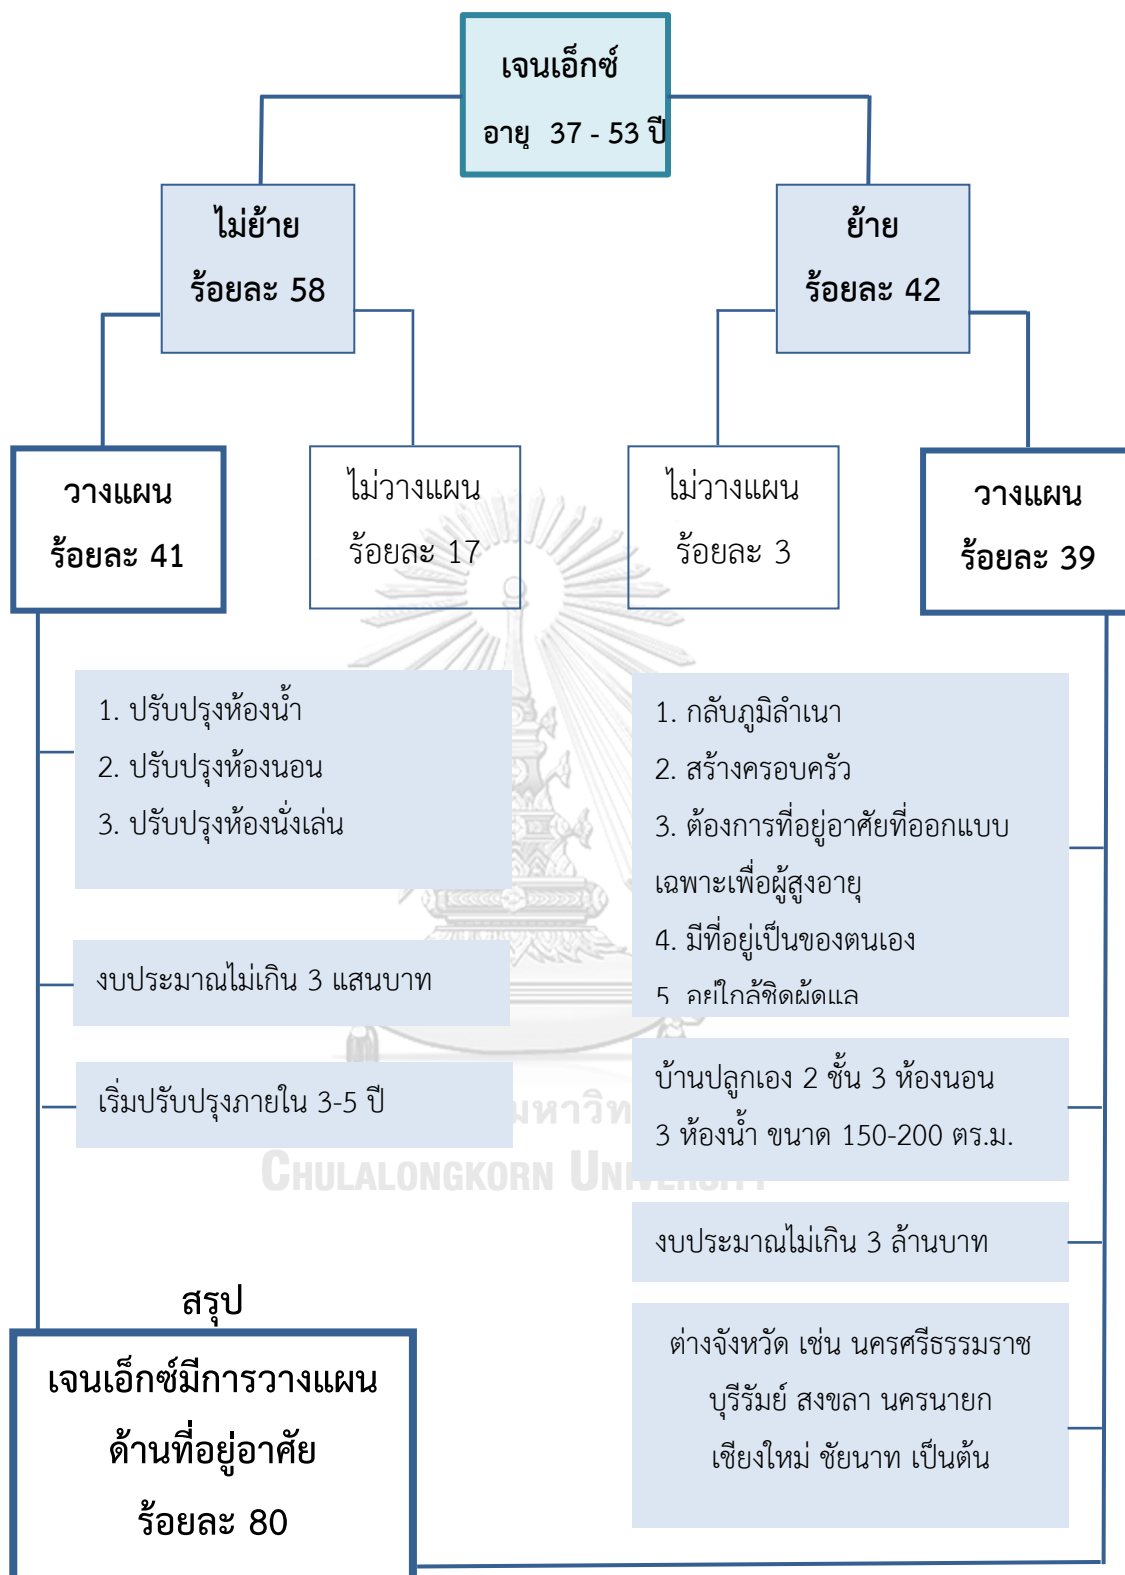 เจนเอ็กซ์
อายุ 37 - 53 ปี
ไม่ย้าย
ร้อยละ 58
ย้าย
ร้อยละ 42
วางแผน
ร้อยละ 41
ไม่วางแผน
ร้อยละ 17
ไม่วางแผน
ร้อยละ 3
วางแผน
ร้อยละ 39
1. ปรับปรุงห้องน้ำ
2. ปรับปรุงห้องนอน
3. ปรับปรุงห้องนั่งเล่น
งบประมาณไม่เกิน 3 แสนบาท
เริ่มปรับปรุงภายใน 3-5 ปี
1. กลับภูมิลำเนา
2. สร้างครอบครัว
3. ต้องการที่อยู่อาศัยที่ออกแบบ
เฉพาะเพื่อผู้สูงอายุ
4. มีที่อยู่เป็นของตนเอง
5. อยู่ใกล้ชิดผู้ดูแล
บ้านปลูกเอง 2 ชั้น 3 ห้องนอน
3 ห้องน้ำ ขนาด 150-200 ตร.ม.
งบประมาณไม่เกิน 3 ล้านบาท
ต่างจังหวัด เช่น นครศรีธรรมราช
บุรีรัมย์ สงขลา นครนายก
เชียงใหม่ ชัยนาท เป็นต้น
CHULALONGKORN UNIVERSITY
สรุป
เจนเอ็กซ์มีการวางแผน
ด้านที่อยู่อาศัย
ร้อยละ 80